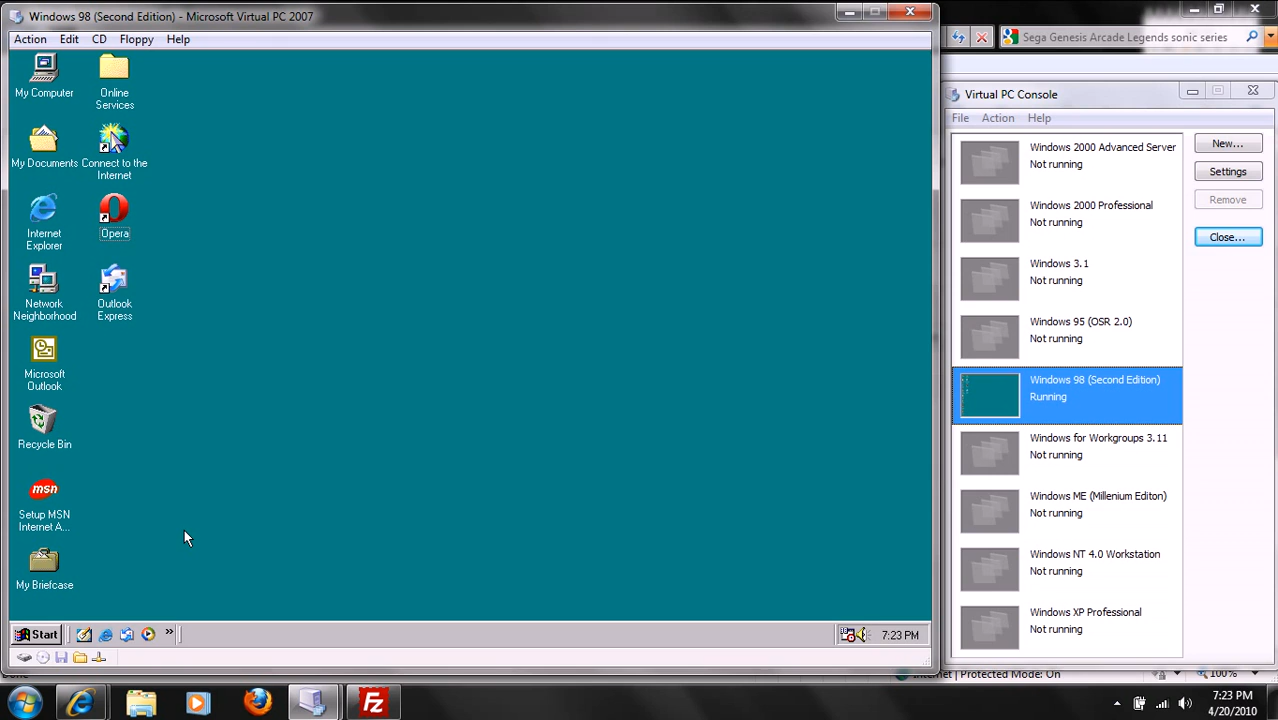 Windows 98 (Second Edition) - Microsoft Virtual PC 2007
Action Edit CD Floppy Help
My Computer
Online
Services
My Documents
Connect to the
Internet
Internet
Explorer
Opera
Network
Neighborhood
Outlook
Express
Microsoft
Outlook
Recycle Bin
msn
Setup MSN
Internet A...
My Briefcase
Start
»
7:23 PM
Sega Genesis Arcade Legends sonic series
Virtual PC Console
File Action Help
Windows 2000 Advanced Server
Not running
Windows 2000 Professional
Not running
Windows 3.1
Not running
Windows 95 (OSR 2.0)
Not running
Windows 98 (Second Edition)
Running
Windows for Workgroups 3.11
Not running
Windows ME (Millenium Editon)
Not running
Windows NT 4.0 Workstation
Not running
Windows XP Professional
Not running
New...
Settings
Remove
Close...
Internet | Protected Mode: On
100%
FZ
7:23 PM
4/20/2010